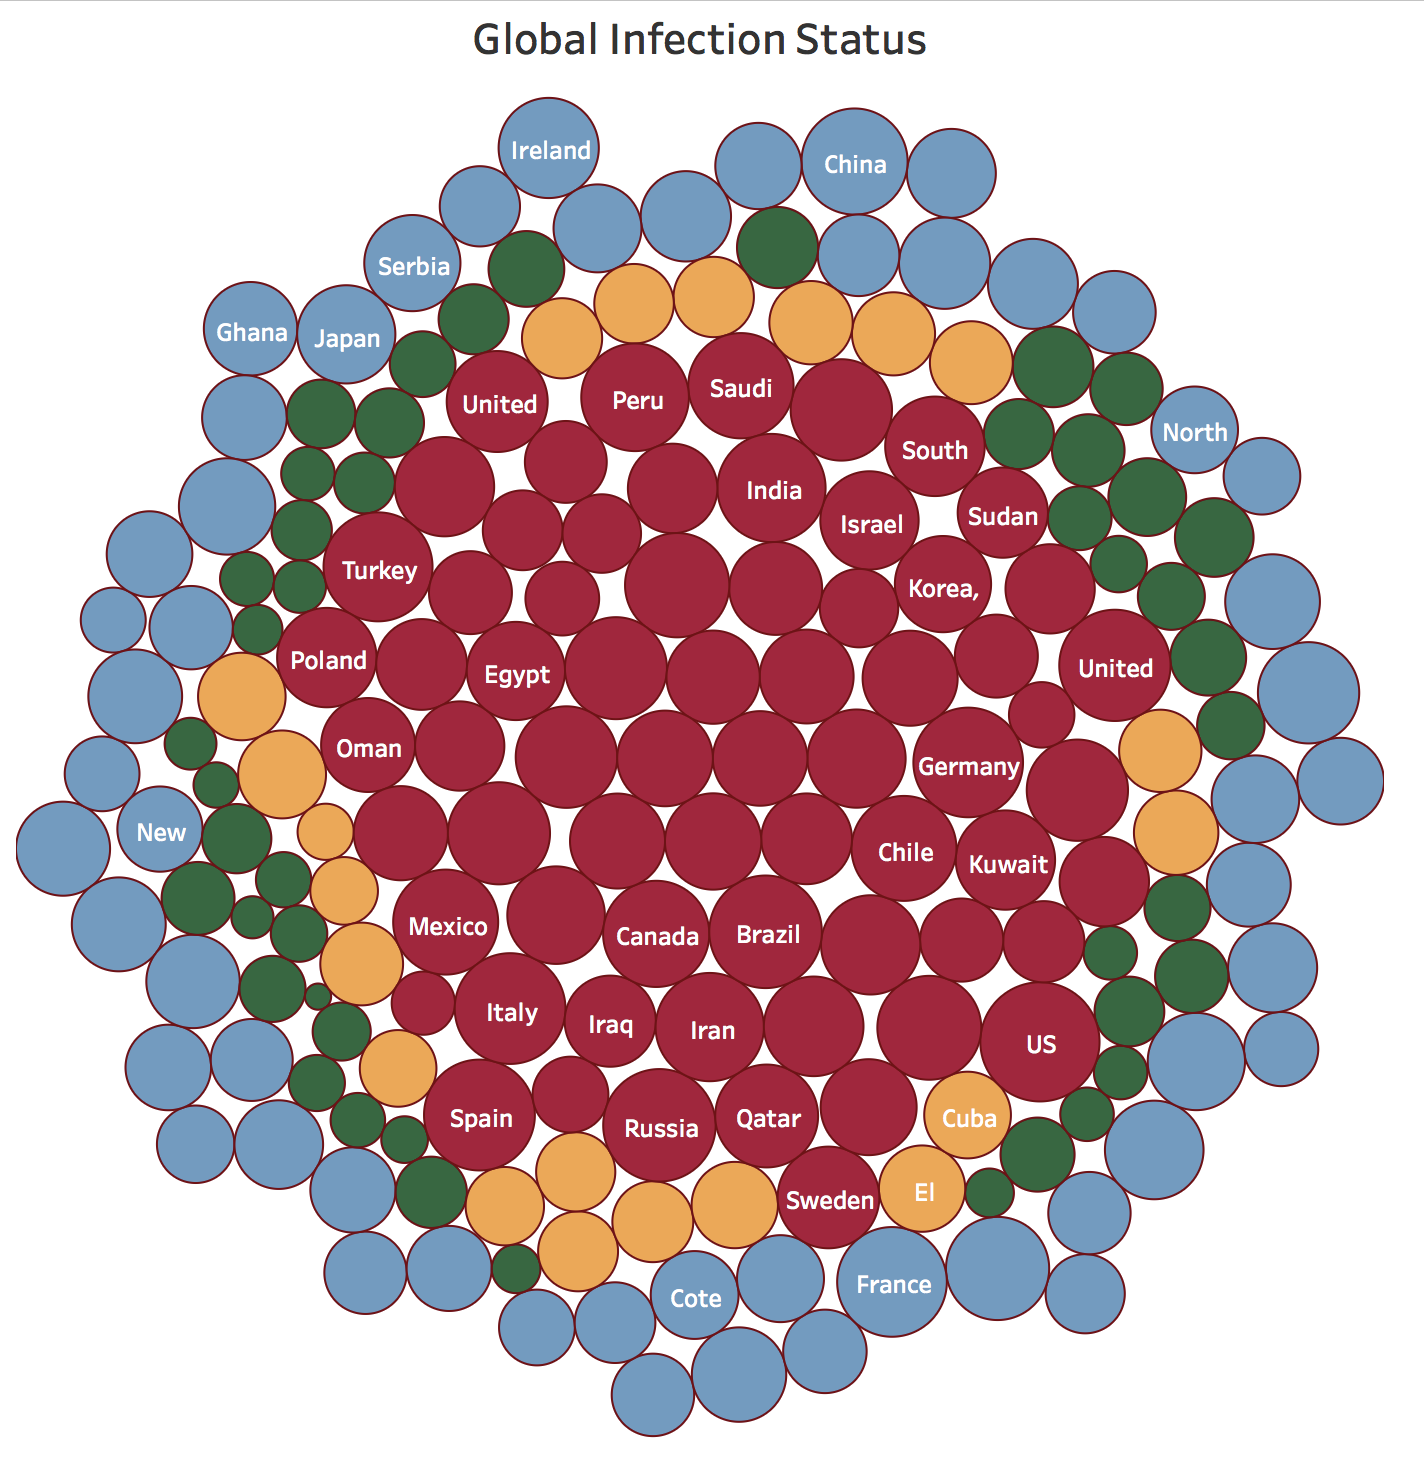 Global Infection Status
Ireland
China
Serbia
Ghana
Japan
United
Peru
Saudi
North
South
India
Israel
Sudan
Turkey
Korea,
Poland
Egypt
United
Oman
Germany
New
Chile
Kuwait
Mexico
Canada
Brazil
Italy
Iraq
Iran
US
Spain
Russia
Qatar
Cuba
Sweden
El
Cote
France